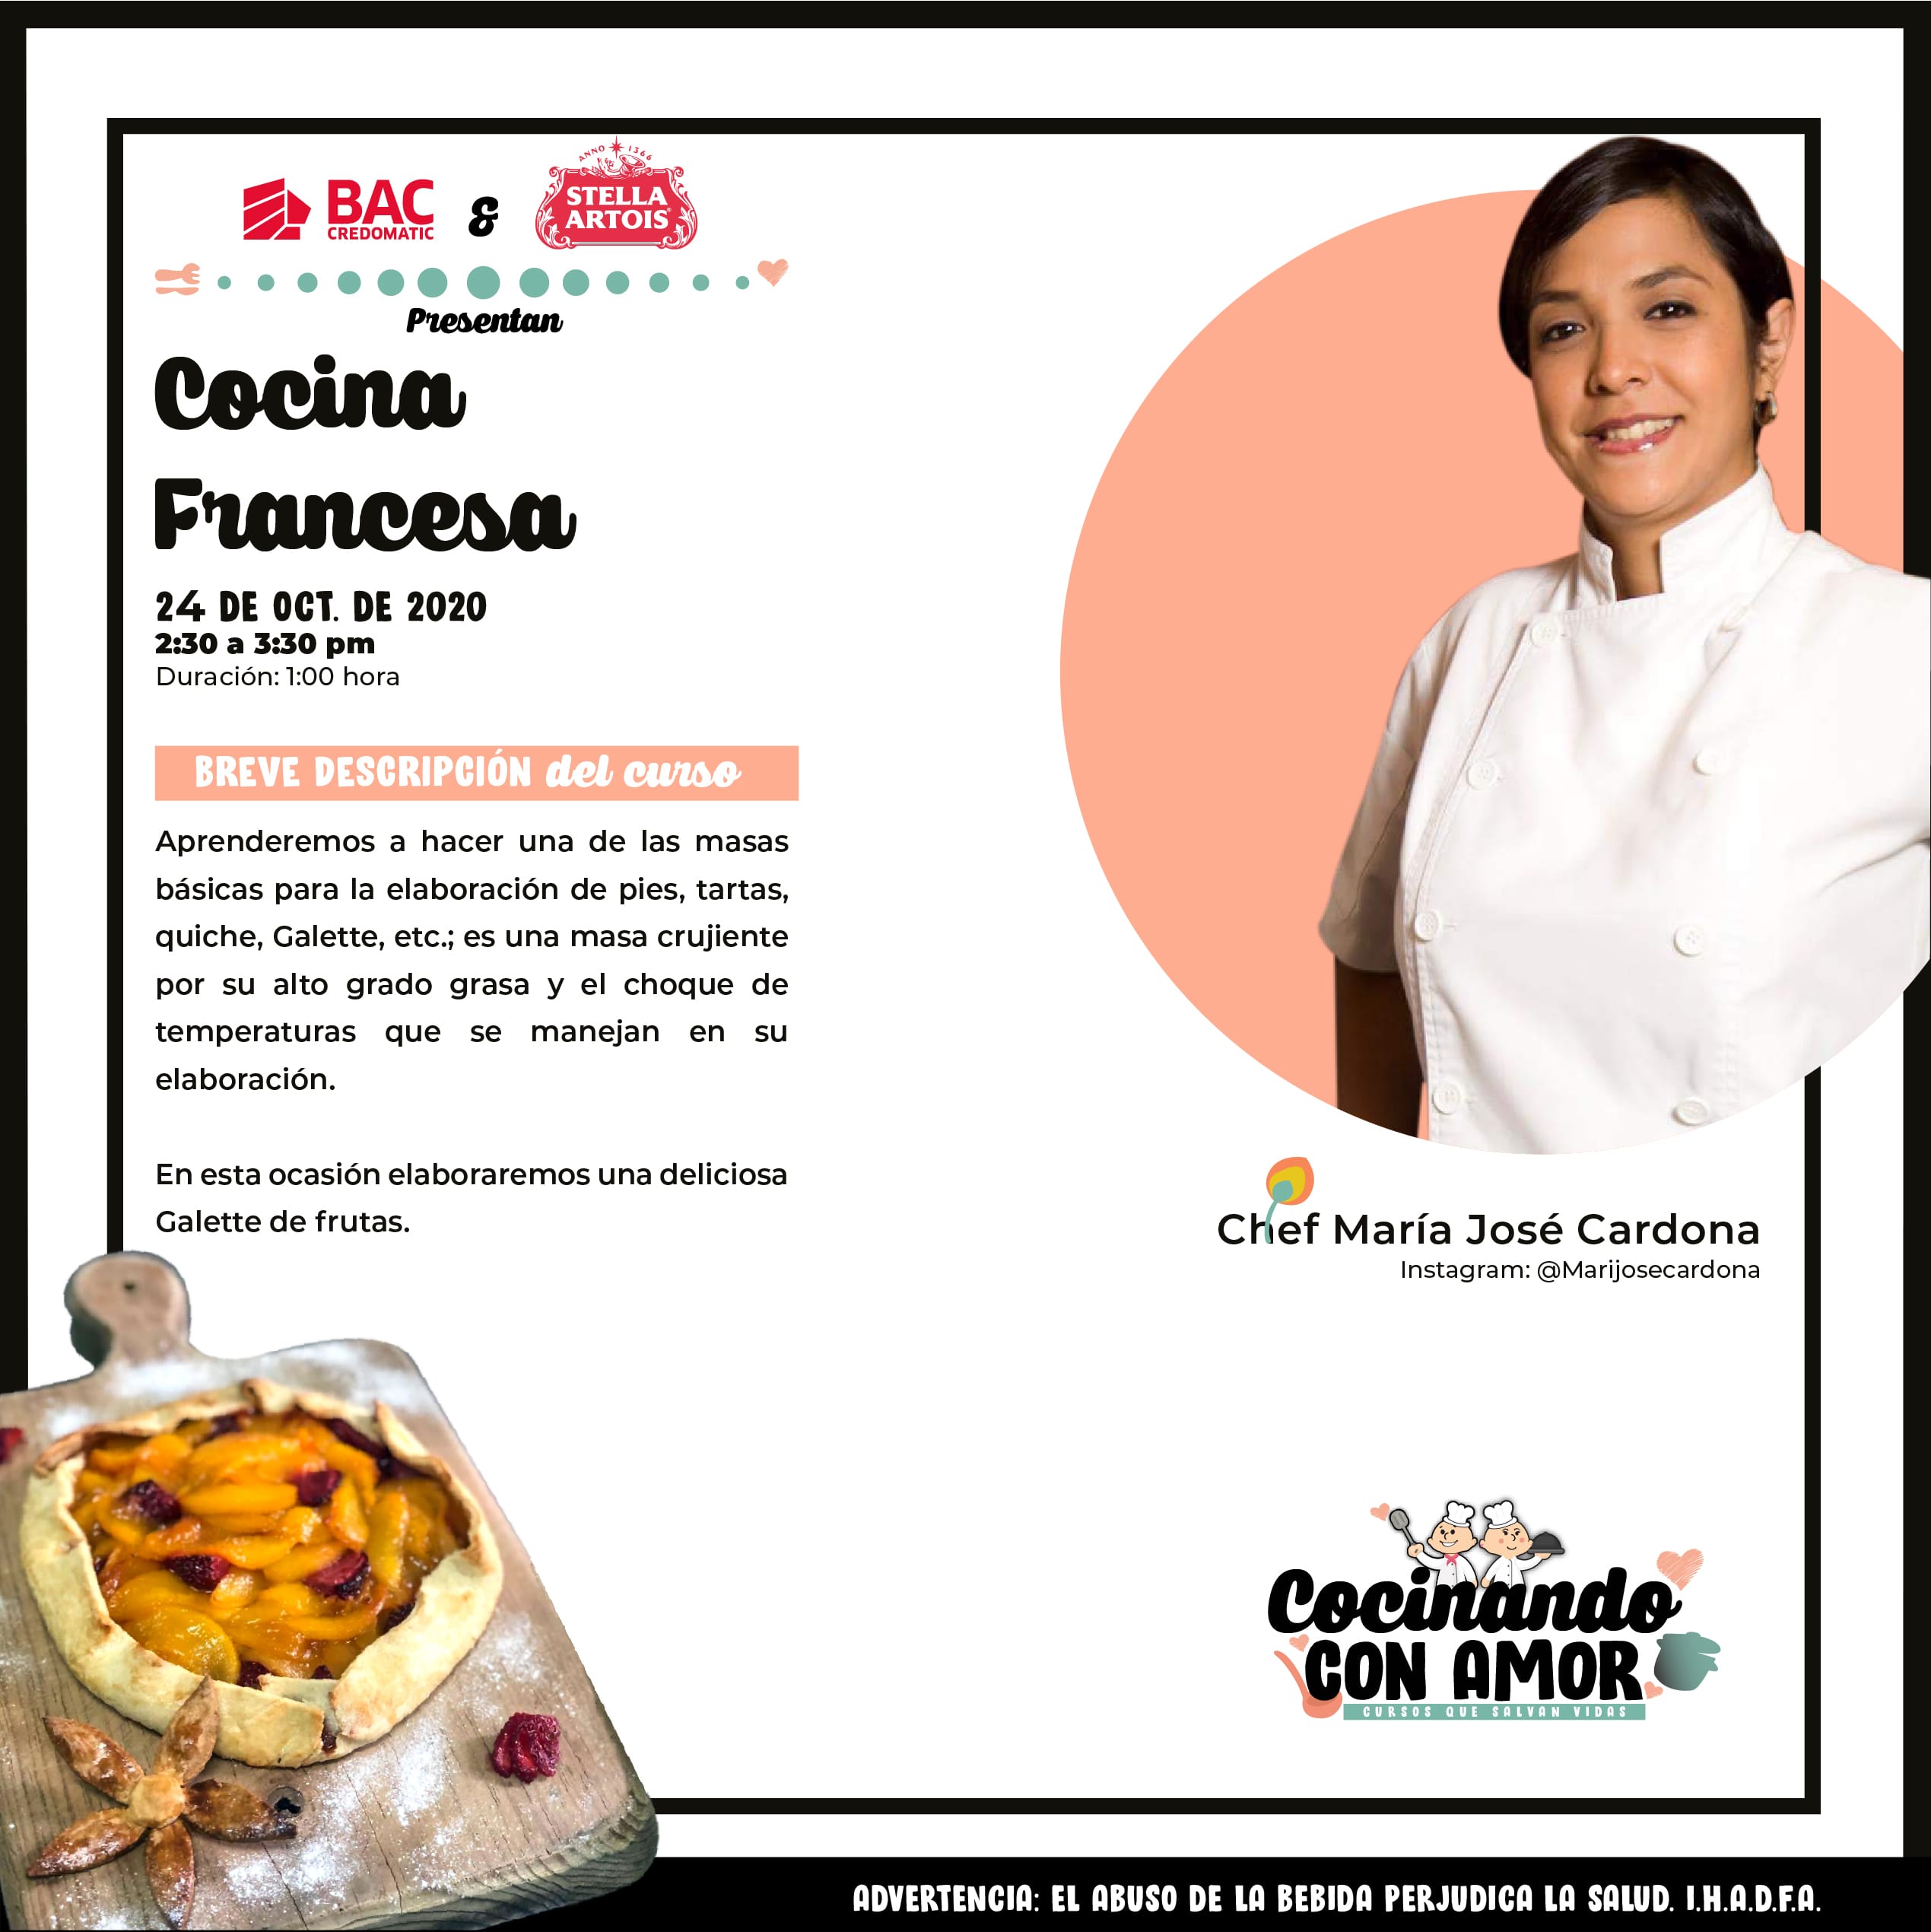 BAC
CREDOMATIC
&
ANNO 1366
STELLA
ARTOIS
Presentan
Cocina
Francesa
24 DE OCT. DE 2020
2:30 a 3:30 pm
Duración: 1:00 hora
BREVE DESCRIPCIÓN del curso
Aprenderemos a hacer una de las masas
básicas para la elaboración de pies, tartas,
quiche, Galette, etc.; es una masa crujiente
por su alto grado grasa y el choque de
temperaturas que se manejan en su
elaboración.
En esta ocasión elaboraremos una deliciosa
Galette de frutas.
Chef María José Cardona
Instagram: @Marijosecardona
Cocinando
CON AMOR
CURSOS QUE SALVAN VIDAS
ADVERTENCIA: EL ABUSO DE LA BEBIDA PERJUDICA LA SALUD. I.H.A.D.F.A.